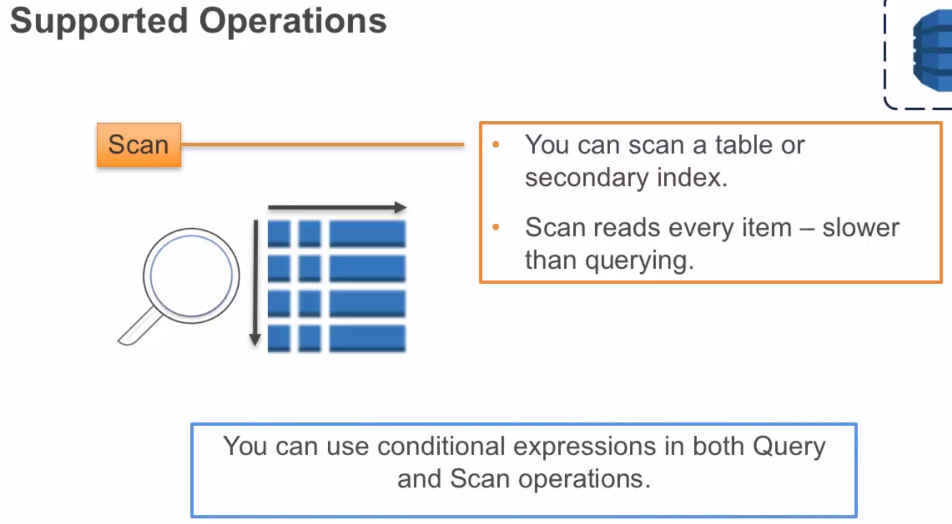 Supported Operations
Scan
• You can scan a table or
secondary index.
• Scan reads every item – slower
than querying.
You can use conditional expressions in both Query
and Scan operations.